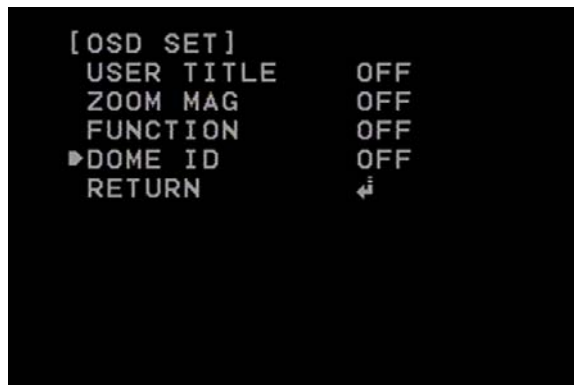 [OSD SET]
USER TITLE OFF
ZOOM MAG OFF
FUNCTION OFF
DOME ID OFF
RETURN ↲